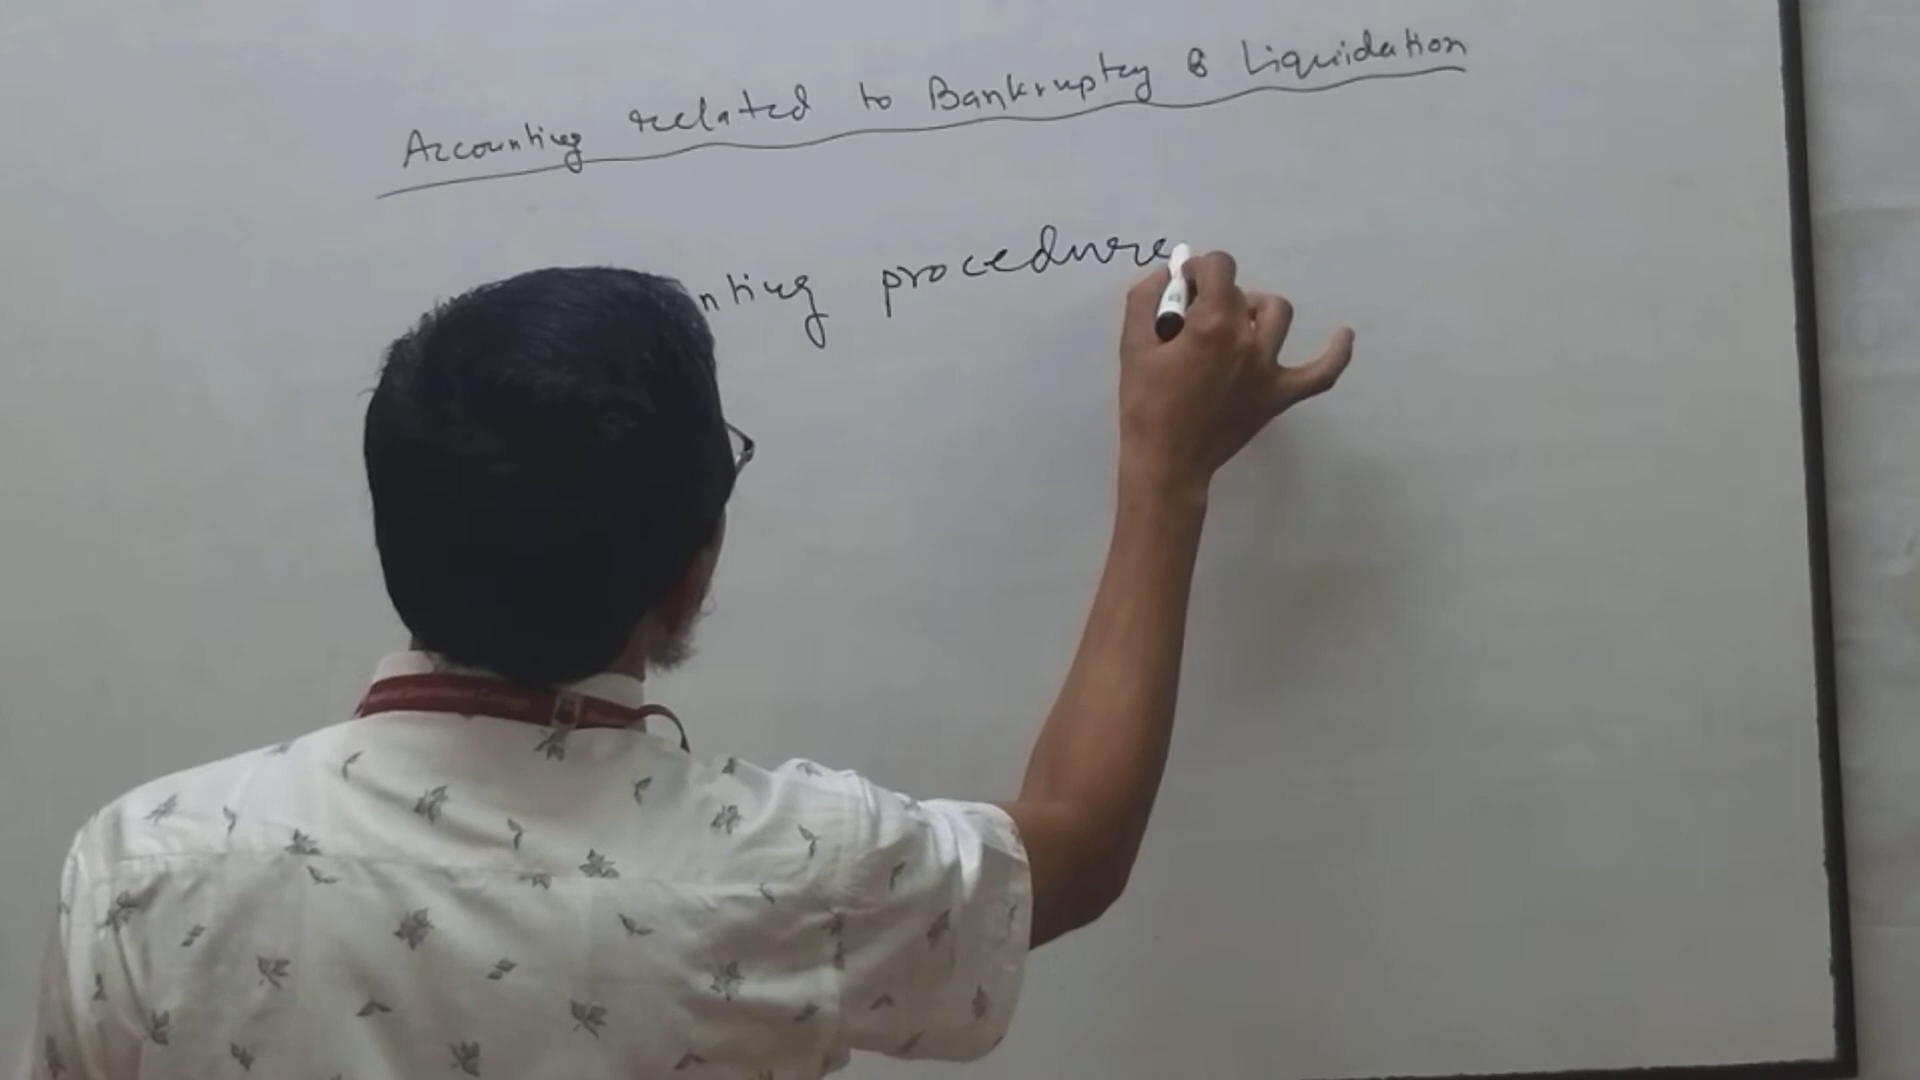 Accounting related to Bankruptcy & Liquidation
nting procedure